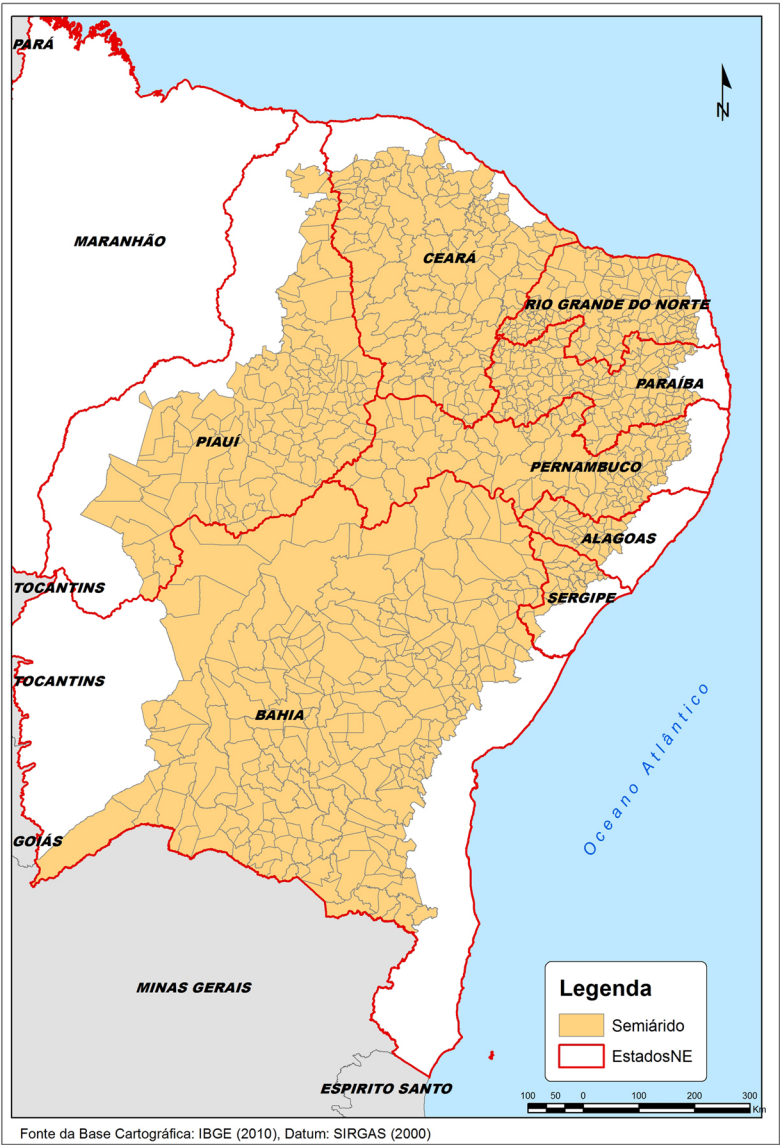 PARÁ
N
MARANHÃO
CEARÁ
RIO GRANDE DO NORTE
PARAÍBA
PIAUÍ
PERNAMBUCO
ALAGOAS
TOCANTINS
SERGIPE
TOCANTINS
BAHIA
Oceano Atlântico
GOIÁS
MINAS GERAIS
Legenda
Semiárido
EstadosNE
ESPIRITO SANTO
100 50 0 100 200 300
Km
Fonte da Base Cartográfica: IBGE (2010), Datum: SIRGAS (2000)